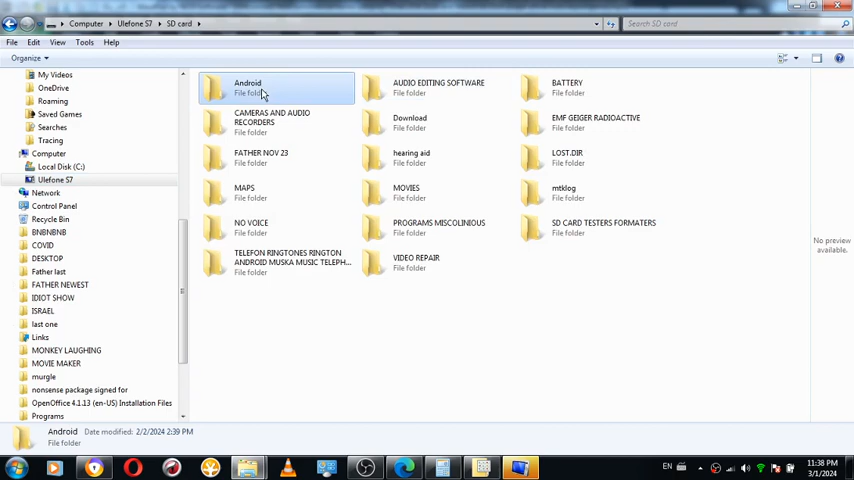 Computer
Ulefone S7
SD card
Search SD card
File
Edit
View
Tools
Help
Organize
My Videos
OneDrive
Roaming
Saved Games
Searches
Tracing
Computer
Local Disk (C:)
Ulefone S7
Network
Control Panel
Recycle Bin
BNBNBNB
COVID
DESKTOP
Father last
FATHER NEWEST
IDIOT SHOW
ISRAEL
last one
Links
MONKEY LAUGHING
MOVIE MAKER
murgle
nonsense package signed for
OpenOffice 4.1.13 (en-US) Installation Files
Programs
Android
File folder
AUDIO EDITING SOFTWARE
File folder
BATTERY
File folder
CAMERAS AND AUDIO
RECORDERS
File folder
Download
File folder
EMF GEIGER RADIOACTIVE
File folder
FATHER NOV 23
File folder
hearing aid
File folder
LOST.DIR
File folder
MAPS
File folder
MOVIES
File folder
mtklog
File folder
NO VOICE
File folder
PROGRAMS MISCOLINIOUS
File folder
SD CARD TESTERS FORMATERS
File folder
TELEFON RINGTONES RINGTON
ANDROID MUSKA MUSIC TELEPH...
File folder
VIDEO REPAIR
File folder
No preview
available.
Android
Date modified: 2/2/2024 2:39 PM
File folder
EN
11:38 PM
3/1/2024